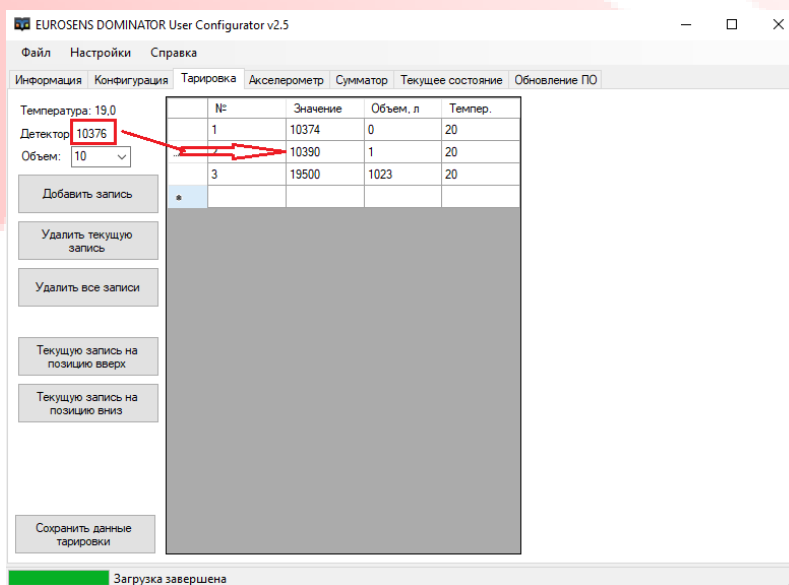 EUROSENS DOMINATOR User Configurator v2.5
Файл Настройки Справка
Информация Конфигурация Тарировка Акселерометр Сумматор Текущее состояние Обновление ПО
Температура: 19,0
Детектор: 10376
Объем: 10
Добавить запись
Удалить текущую
запись
Удалить все записи
Текущую запись на
позицию вверх
Текущую запись на
позицию вниз
Сохранить данные
тарировки
№ Значение Объем, л Темпер.
1 10374 0 20
10390 1 20
3 19500 1023 20
*
Загрузка завершена